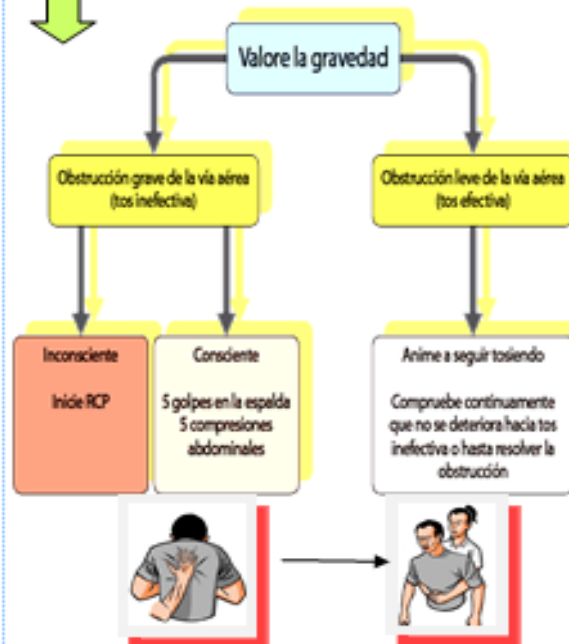 Valore la gravedad
Obstrucción grave de la vía aérea
(tos inefectiva)
Obstrucción leve de la vía aérea
(tos efectiva)
Inconsciente
Inicie RCP
Consciente
5 golpes en la espalda
5 compresiones
abdominales
Anime a seguir tosiendo
Compruebe continuamente
que no se deteriora hacia tos
inefectiva o hasta resolver la
obstrucción